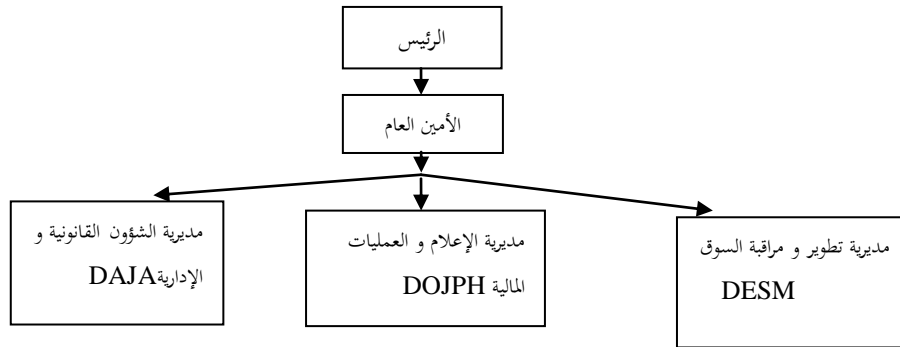 الرئيس
الأمين العام
مديرية تطوير و مراقبة السوق
DESM
مديرية الإعلام و العمليات
المالية DOJPH
مديرية الشؤون القانونية و
الإداريةDAJA